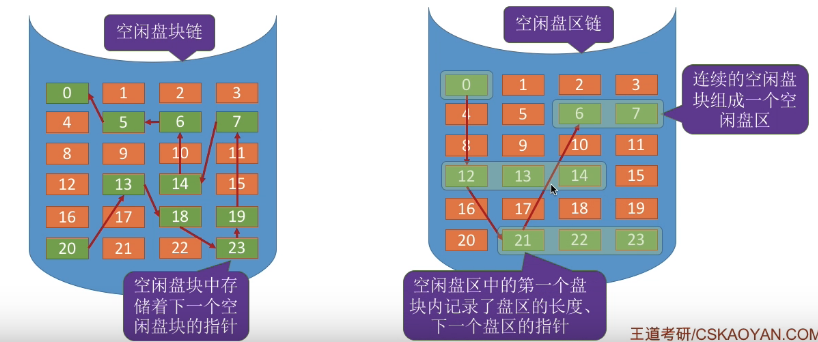 空闲盘块链
0 1 2 3
4 5 6 7
8 9 10 11
12 13 14 15
16 17 18 19
20 21 22 23
空闲盘块中存
储着下一个空
闲盘块的指针
空闲盘区链
0 1 2 3
4 5 6 7
8 9 10 11
12 13 14 15
16 17 18 19
20 21 22 23
连续的空闲盘
块组成一个空
闲盘区
空闲盘区中的第一个盘
块内记录了盘区的长度、
下一个盘区的指针
王道考研/CSKAOYAN.COM